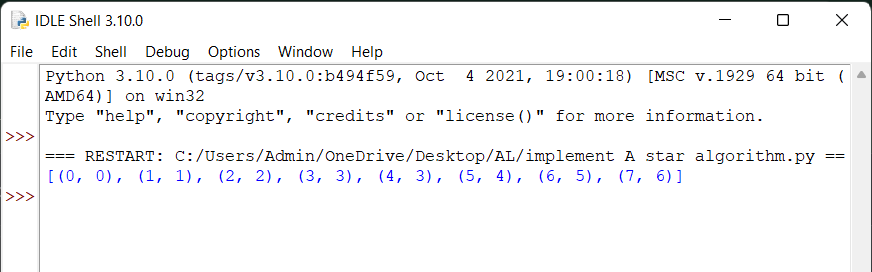 IDLE Shell 3.10.0
File Edit Shell Debug Options Window Help
Python 3.10.0 (tags/v3.10.0:b494f59, Oct  4 2021, 19:00:18) [MSC v.1929 64 bit (
AMD64)] on win32
Type "help", "copyright", "credits" or "license()" for more information.
>>>
=== RESTART: C:/Users/Admin/OneDrive/Desktop/AL/implement A star algorithm.py ==
[(0, 0), (1, 1), (2, 2), (3, 3), (4, 3), (5, 4), (6, 5), (7, 6)]
>>>